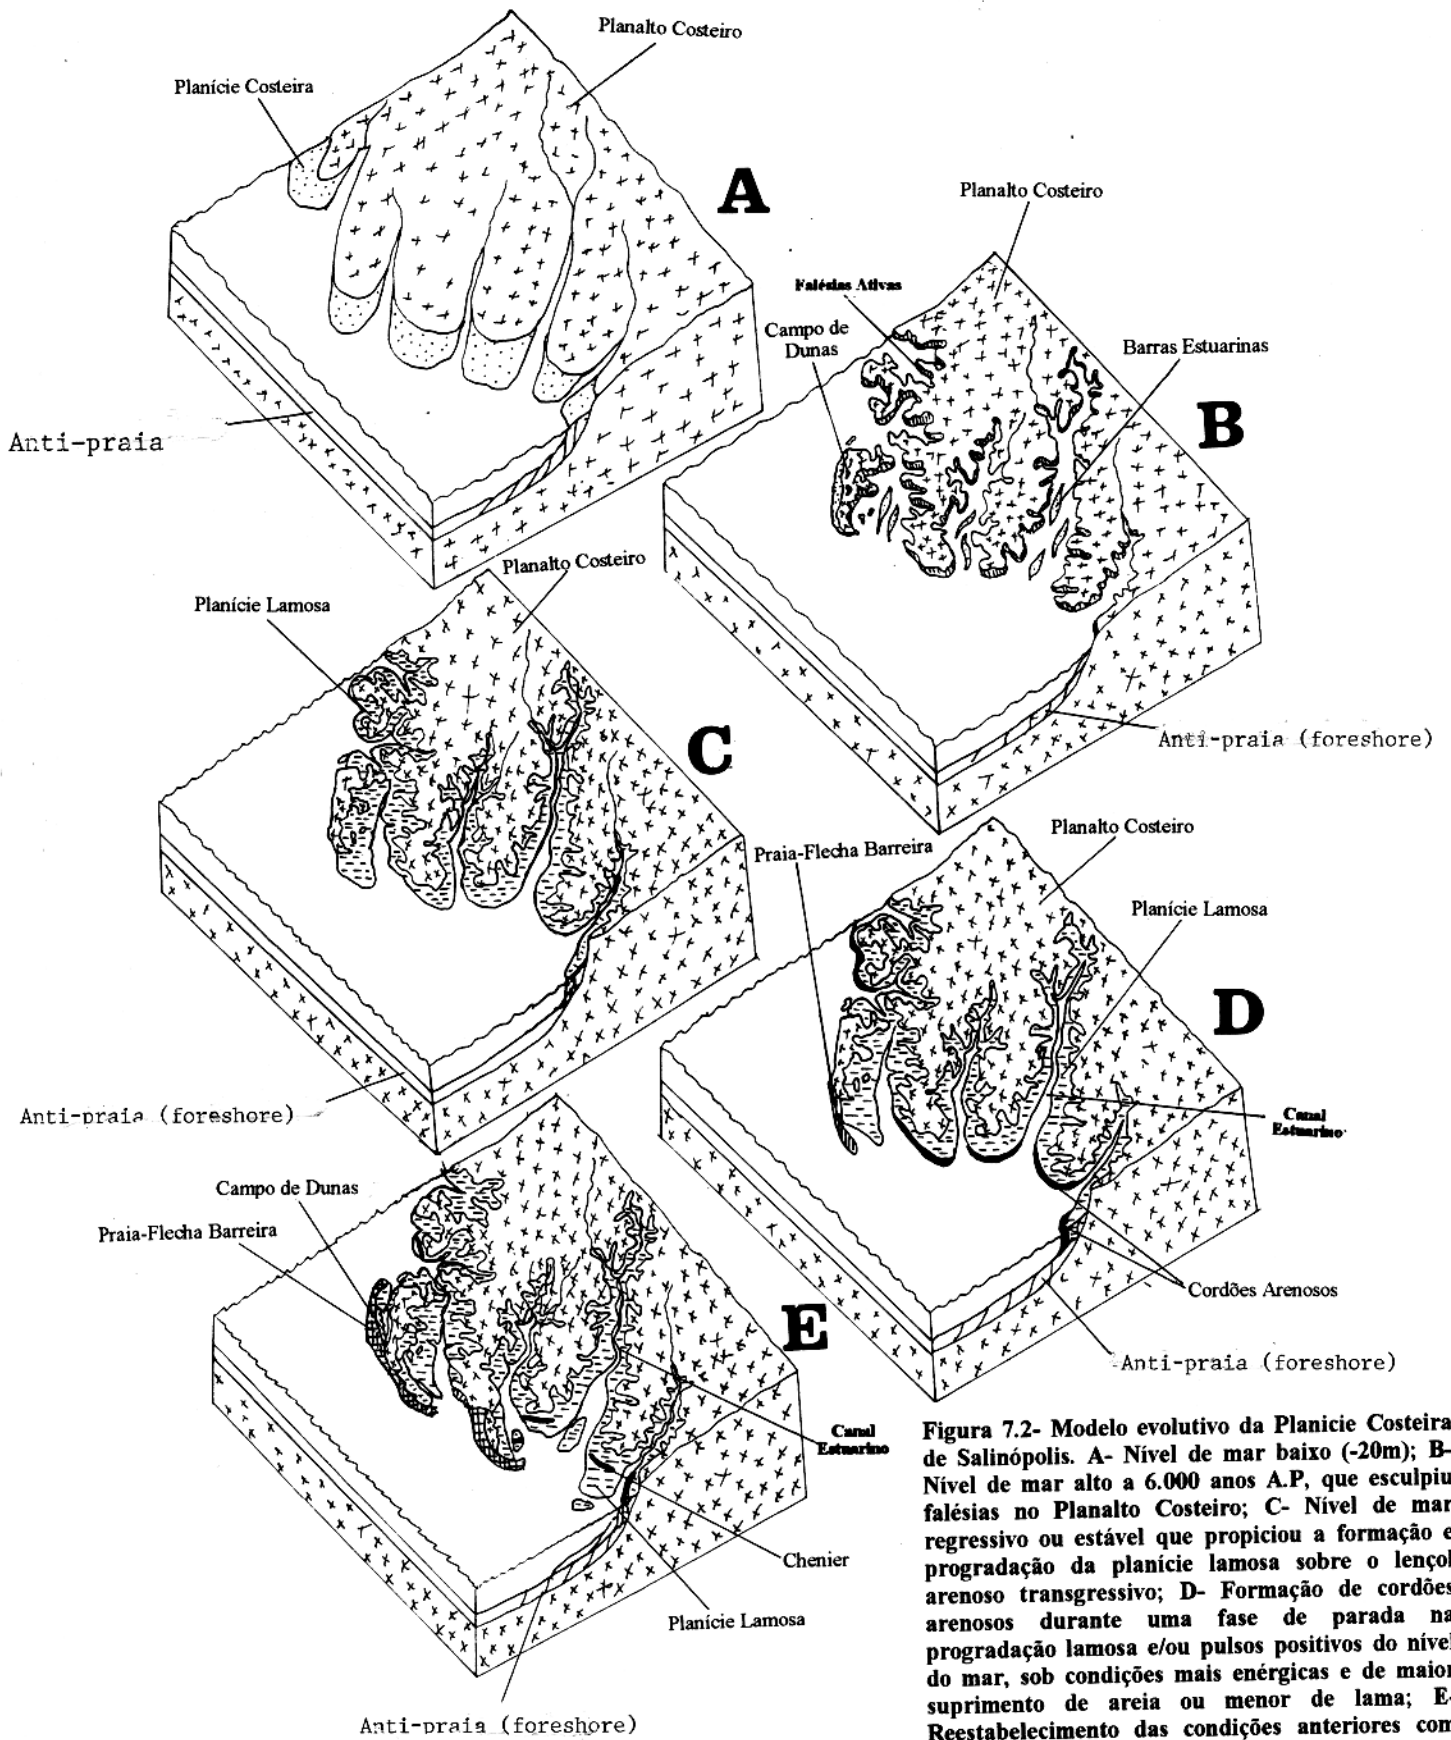 Planalto Costeiro
Planície Costeira
A
Anti-praia
Planalto Costeiro
Falésias Ativas
Campo de
Dunas
Barras Estuarinas
B
Anti-praia (foreshore)
Planalto Costeiro
Planície Lamosa
C
Anti-praia (foreshore)
Planalto Costeiro
Praia-Flecha Barreira
Planície Lamosa
D
Canal
Estuarino
Cordões Arenosos
Anti-praia (foreshore)
Campo de Dunas
Praia-Flecha Barreira
E
Canal
Estuarino
Chenier
Planície Lamosa
Anti-praia (foreshore)
Figura 7.2- Modelo evolutivo da Planicie Costeira
de Salinópolis. A- Nível de mar baixo (-20m); B-
Nível de mar alto a 6.000 anos A.P, que esculpiu
falésias no Planalto Costeiro; C- Nível de mar
regressivo ou estável que propiciou a formação e
progradação da planície lamosa sobre o lençol
arenoso transgressivo; D- Formação de cordões
arenosos durante uma fase de parada na
progradação lamosa e/ou pulsos positivos do nível
do mar, sob condições mais enérgicas e de maior
suprimento de areia ou menor de lama; E-
Reestabelecimento das condições anteriores com